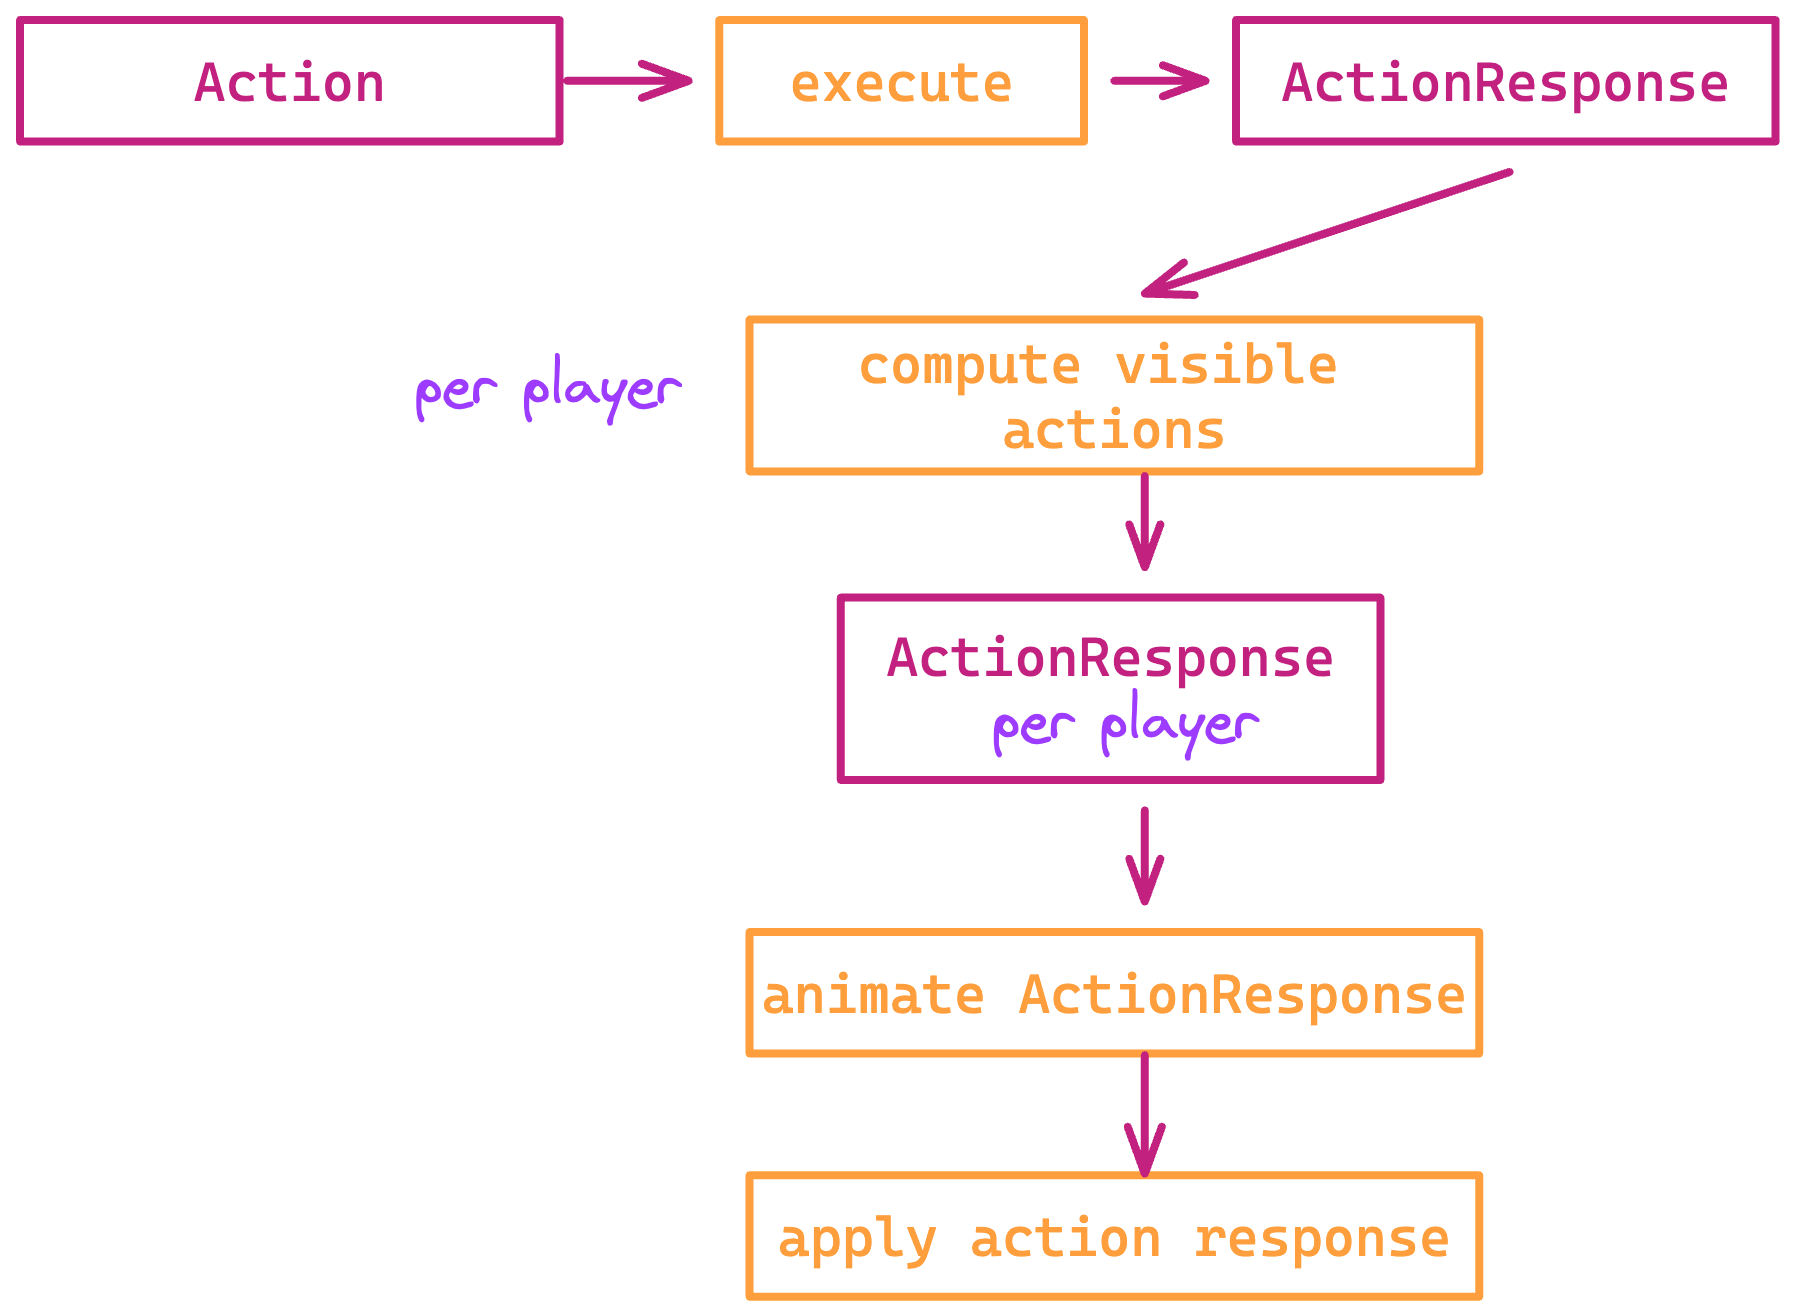 Action
execute
ActionResponse
per player
compute visible
actions
ActionResponse
per player
animate ActionResponse
apply action response